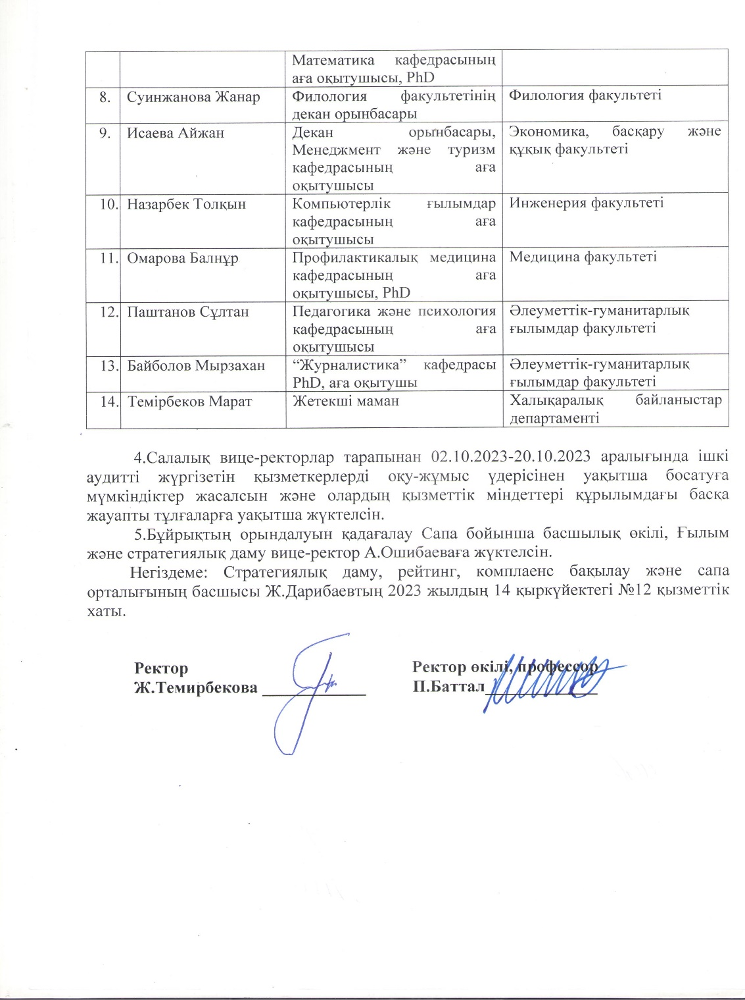 Математика кафедрасының
аға оқытушысы, PhD
8. Суинжанова Жанар Филология факультетінің Филология факультеті
декан орынбасары
9. Исаева Айжан Декан орынбасары, Экономика, басқару және
Менеджмент және туризм құқық факультеті
кафедрасының аға
оқытушысы
10. Назарбек Толқын Компьютерлік ғылымдар Инженерия факультеті
кафедрасының аға
оқытушысы
11. Омарова Балнұр Профилактикалық медицина Медицина факультеті
кафедрасының аға
оқытушысы, PhD
12. Паштанов Сұлтан Педагогика және психология Әлеуметтік-гуманитарлық
кафедрасының аға ғылымдар факультеті
оқытушысы
13. Байболов Мырзахан “Журналистика” кафедрасы Әлеуметтік-гуманитарлық
PhD, аға оқытушы ғылымдар факультеті
14. Темірбеков Марат Жетекші маман Халықаралық байланыстар
департаменті
4.Салалық вице-ректорлар тарапынан 02.10.2023-20.10.2023 аралығында ішкі
аудитті жүргізетін қызметкерлерді оқу-жұмыс үдерісінен уақытша босатуға
мүмкіндіктер жасалсын және олардың қызметтік міндеттері құрылымдағы басқа
жауапты тұлғаларға уақытша жүктелсін.
5.Бұйрықтың орындалуын қадағалау Сапа бойынша басшылық өкілі, Ғылым
және стратегиялық даму вице-ректор А.Ошибаеваға жүктелсін.
Негіздеме: Стратегиялық даму, рейтинг, комплаенс бақылау және сапа
орталығының басшысы Ж.Дарибаевтың 2023 жылдың 14 қыркүйектегі №12 қызметтік
хаты.
Ректор Ректор өкілі, профессор
Ж.Темирбекова ____________ П.Баттал_____________